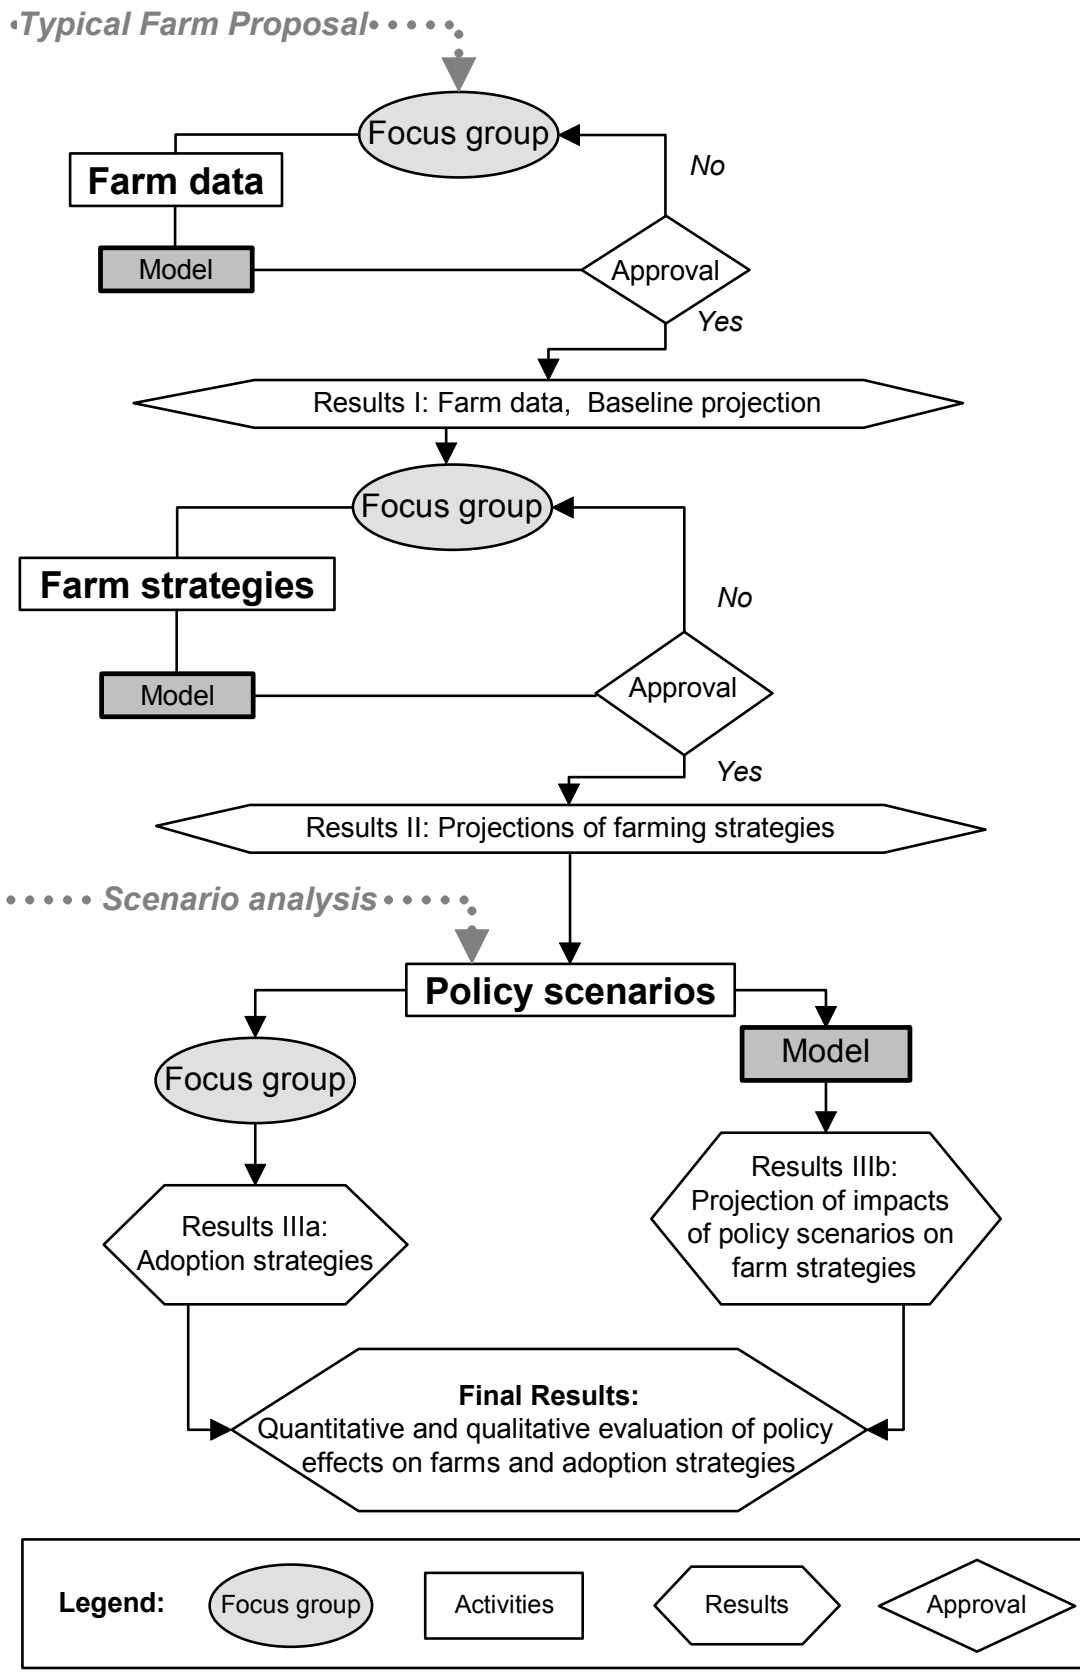 Typical Farm Proposal
Focus group
No
Farm data
Model
Approval
Yes
Results I: Farm data, Baseline projection
Focus group
Farm strategies
No
Model
Approval
Yes
Results II: Projections of farming strategies
Scenario analysis
Policy scenarios
Focus group
Model
Results IIIa:
Adoption strategies
Results IIIb:
Projection of impacts
of policy scenarios on
farm strategies
Final Results:
Quantitative and qualitative evaluation of policy
effects on farms and adoption strategies
Legend:
Focus group
Activities
Results
Approval